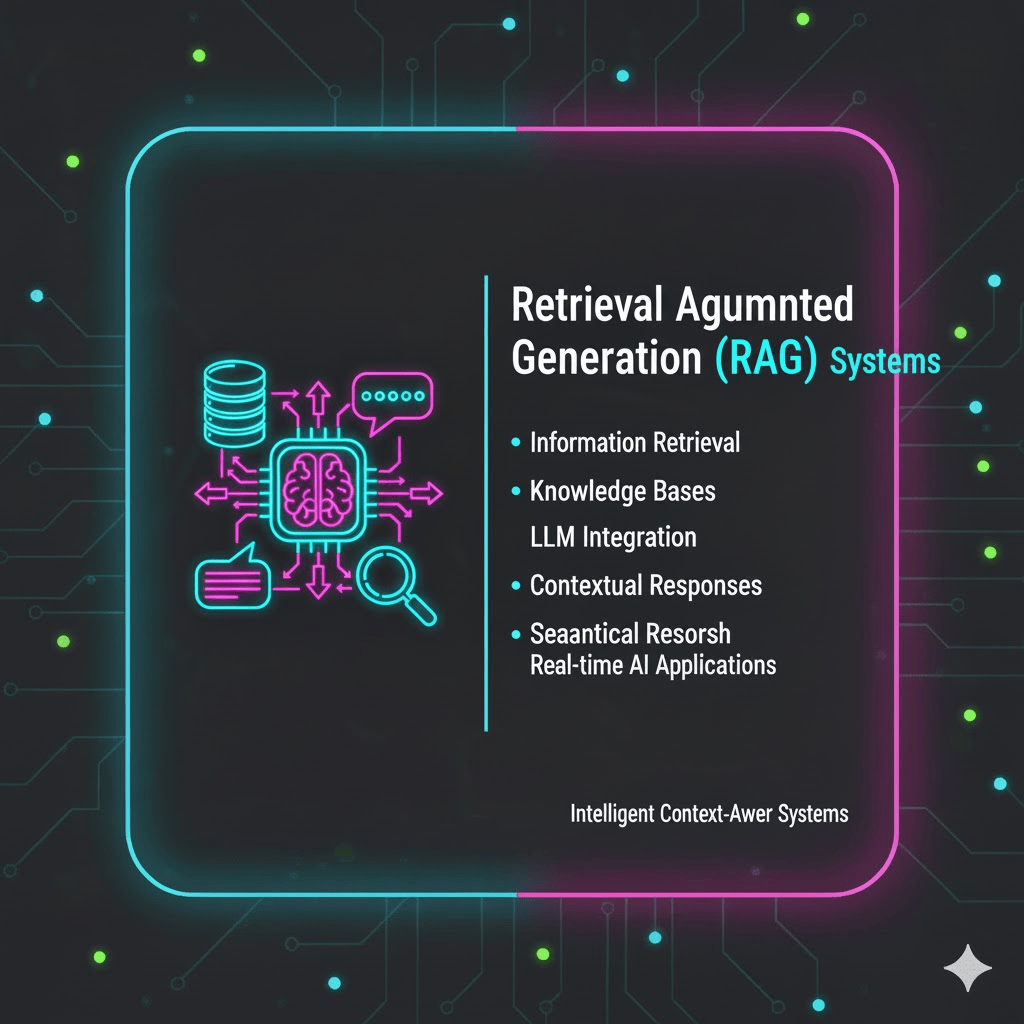 Retrieval Agumnted
Generation (RAG) Systems
• Information Retrieval
• Knowledge Bases
LLM Integration
• Contextual Responses
• Seaantical Resorsh
Real-time AI Applications
Intelligent Context-Awer Systems